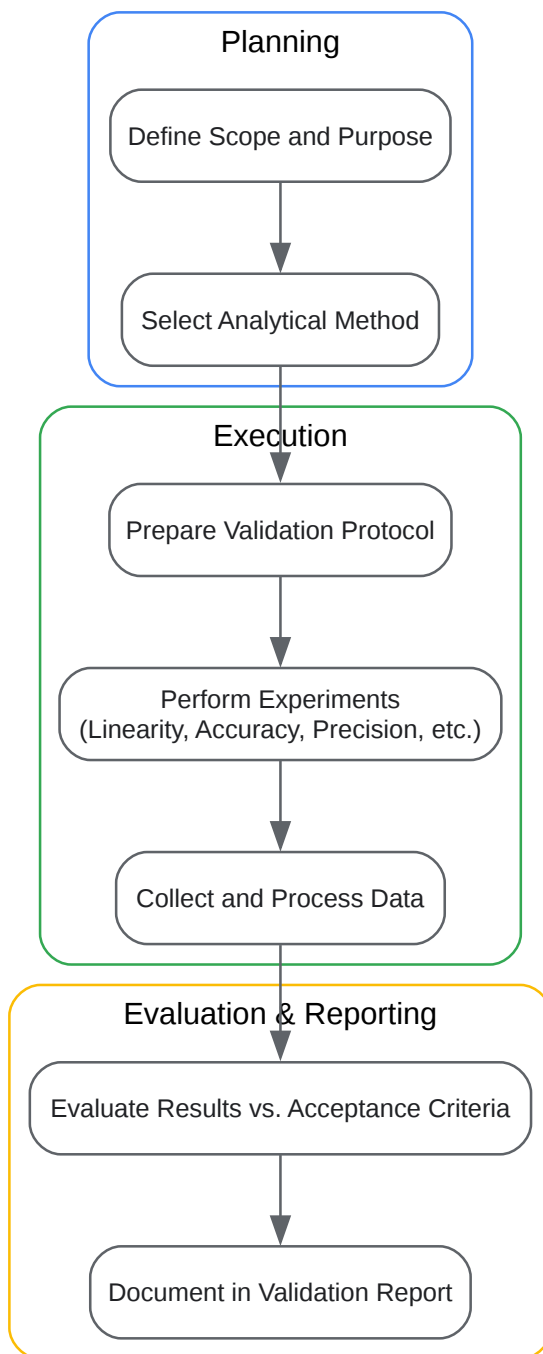 Planning
Define Scope and Purpose
Select Analytical Method
Execution
Prepare Validation Protocol
Perform Experiments
(Linearity, Accuracy, Precision, etc.)
Collect and Process Data
Evaluation & Reporting
Evaluate Results vs. Acceptance Criteria
Document in Validation Report